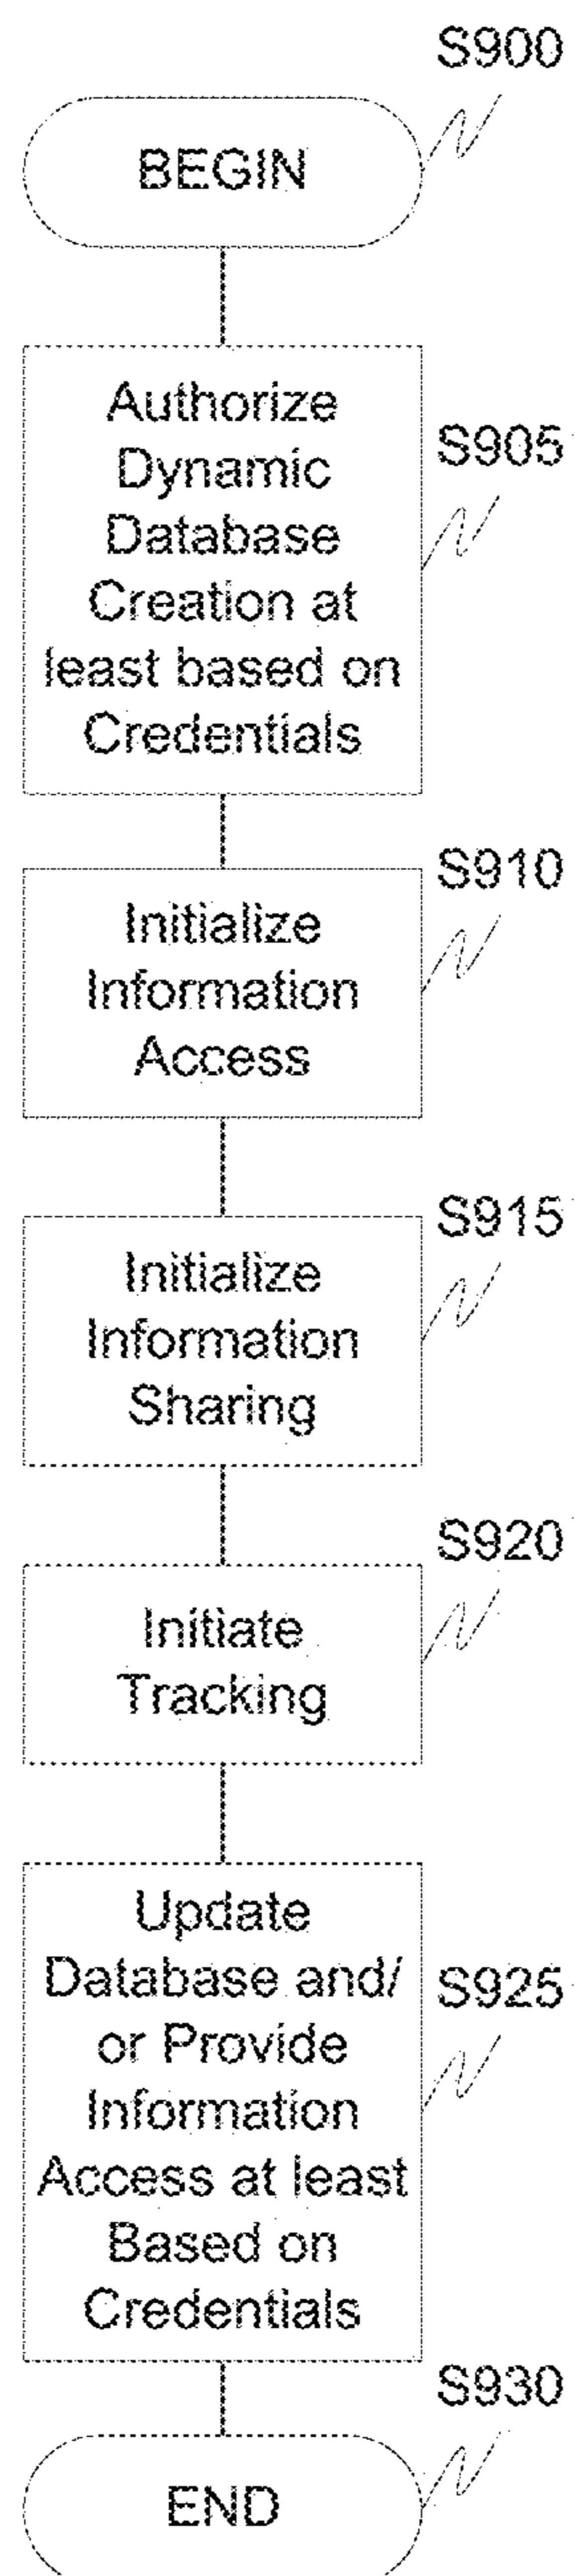 S900
BEGIN
Authorize
Dynamic
Database
Creation at
least based on
Credentials
S905
Initialize
Information
Access
S910
Initialize
Information
Sharing
S915
Initiate
Tracking
S920
Update
Database and/
or Provide
Information
Access at least
Based on
Credentials
S925
END
S930